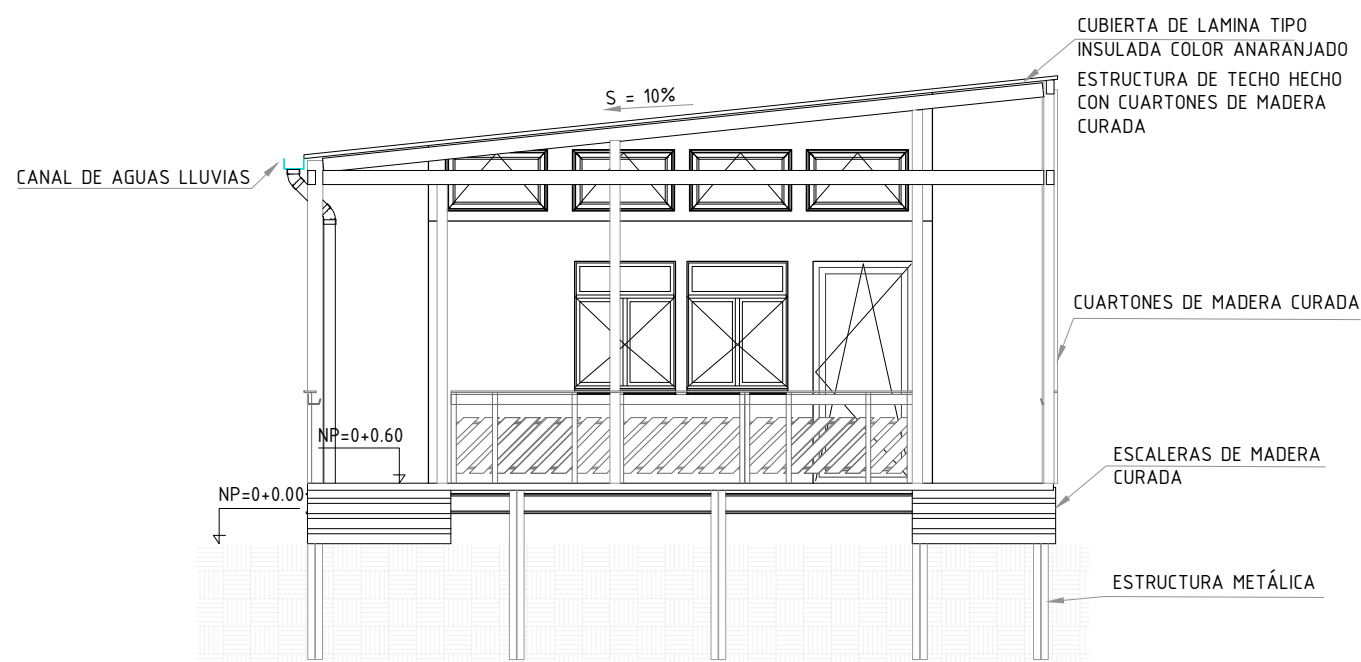 CUBIERTA DE LAMINA TIPO
INSULADA COLOR ANARANJADO
ESTRUCTURA DE TECHO HECHO
CON CUARTONES DE MADERA
CURADA
S = 10%
CANAL DE AGUAS LLUVIAS
CUARTONES DE MADERA CURADA
NP=0+0.60
ESCALERAS DE MADERA
CURADA
NP=0+0.00
ESTRUCTURA METÁLICA